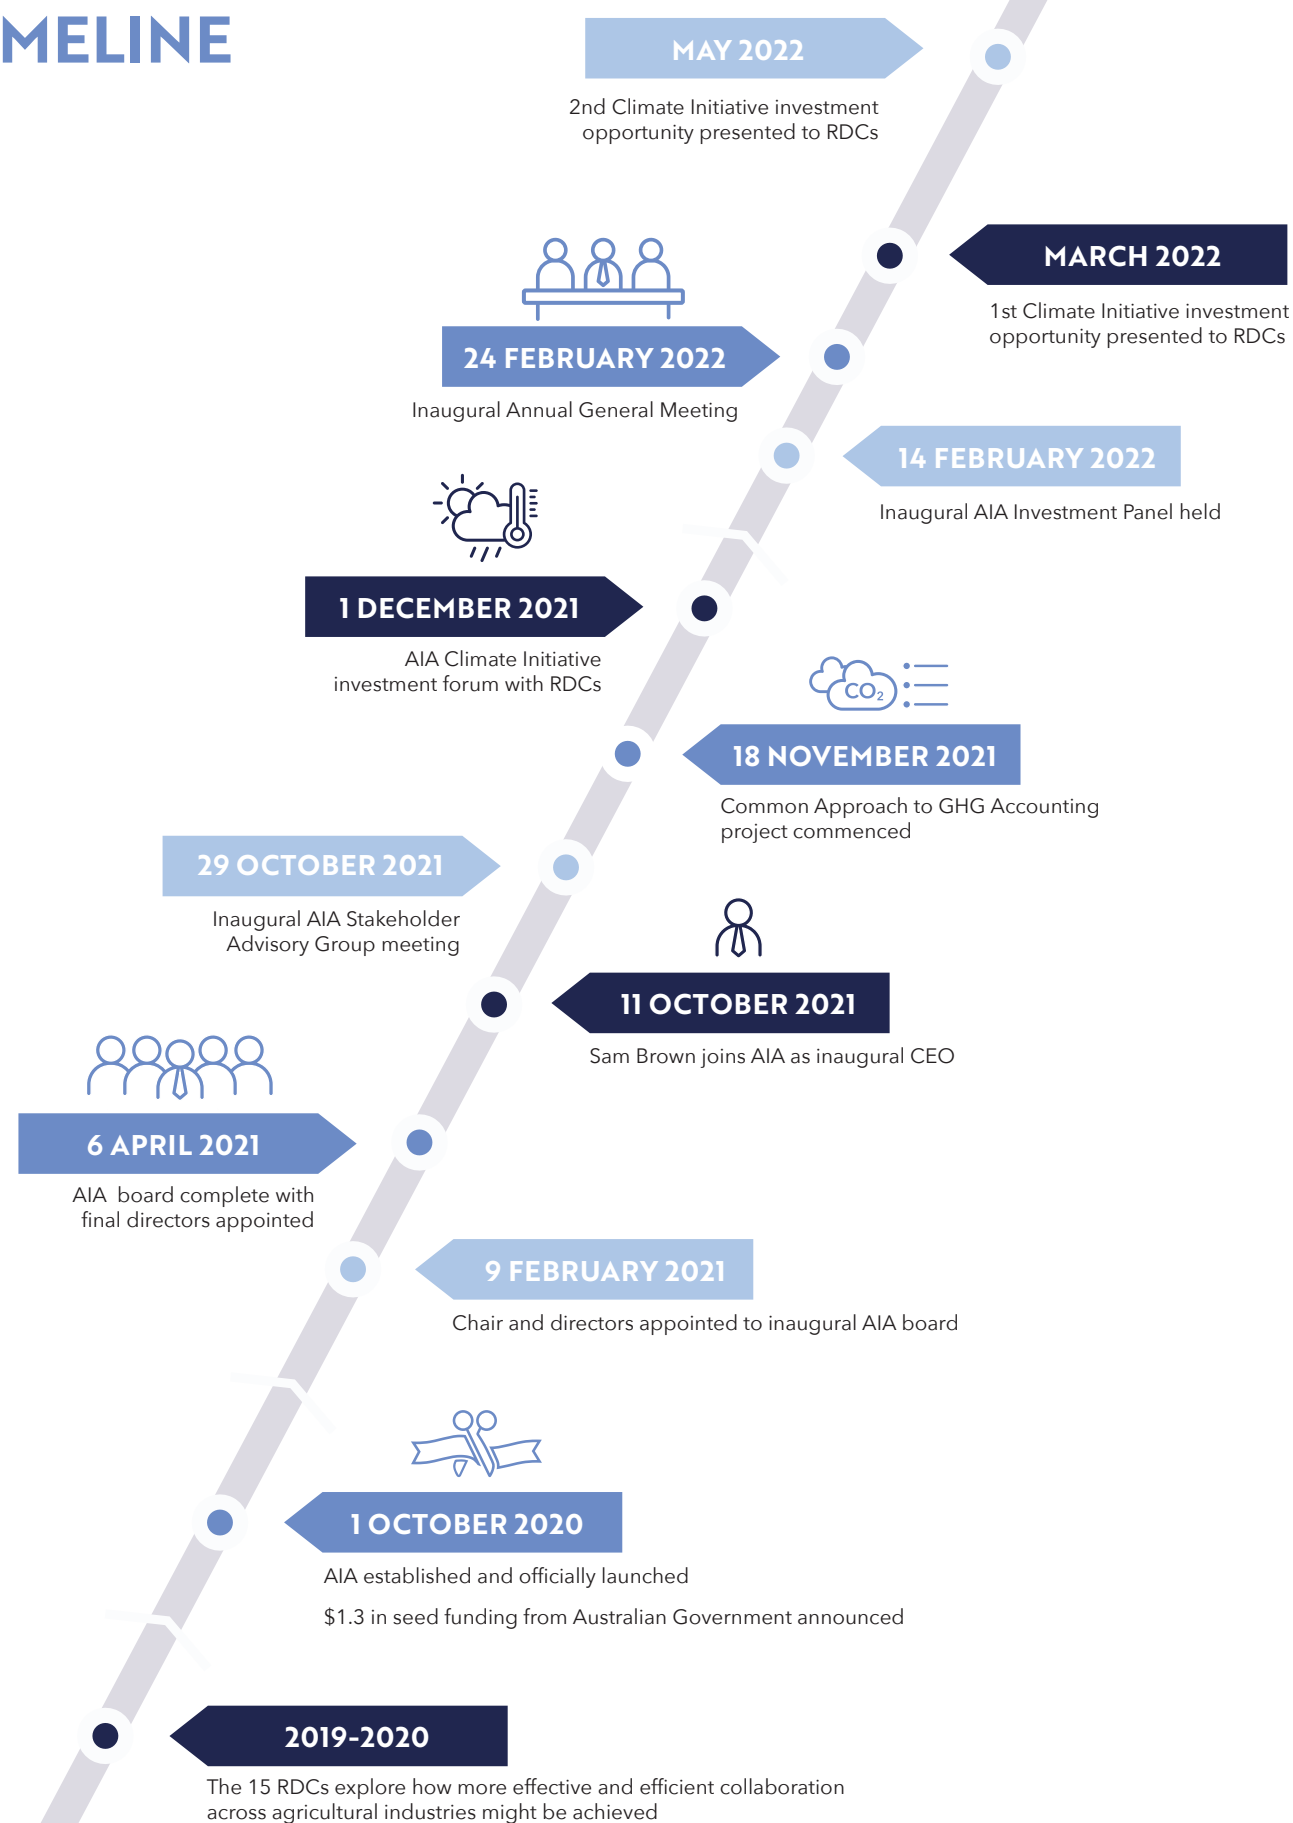 MELINE
MAY 2022
2nd Climate Initiative investment
opportunity presented to RDCs
MARCH 2022
1st Climate Initiative investment
opportunity presented to RDCs
24 FEBRUARY 2022
Inaugural Annual General Meeting
14 FEBRUARY 2022
Inaugural AIA Investment Panel held
1 DECEMBER 2021
AIA Climate Initiative
investment forum with RDCs
CO₂
18 NOVEMBER 2021
Common Approach to GHG Accounting
project commenced
29 OCTOBER 2021
Inaugural AIA Stakeholder
Advisory Group meeting
11 OCTOBER 2021
Sam Brown joins AIA as inaugural CEO
6 APRIL 2021
AIA board complete with
final directors appointed
9 FEBRUARY 2021
Chair and directors appointed to inaugural AIA board
1 OCTOBER 2020
AIA established and officially launched
$1.3 in seed funding from Australian Government announced
2019-2020
The 15 RDCs explore how more effective and efficient collaboration
across agricultural industries might be achieved